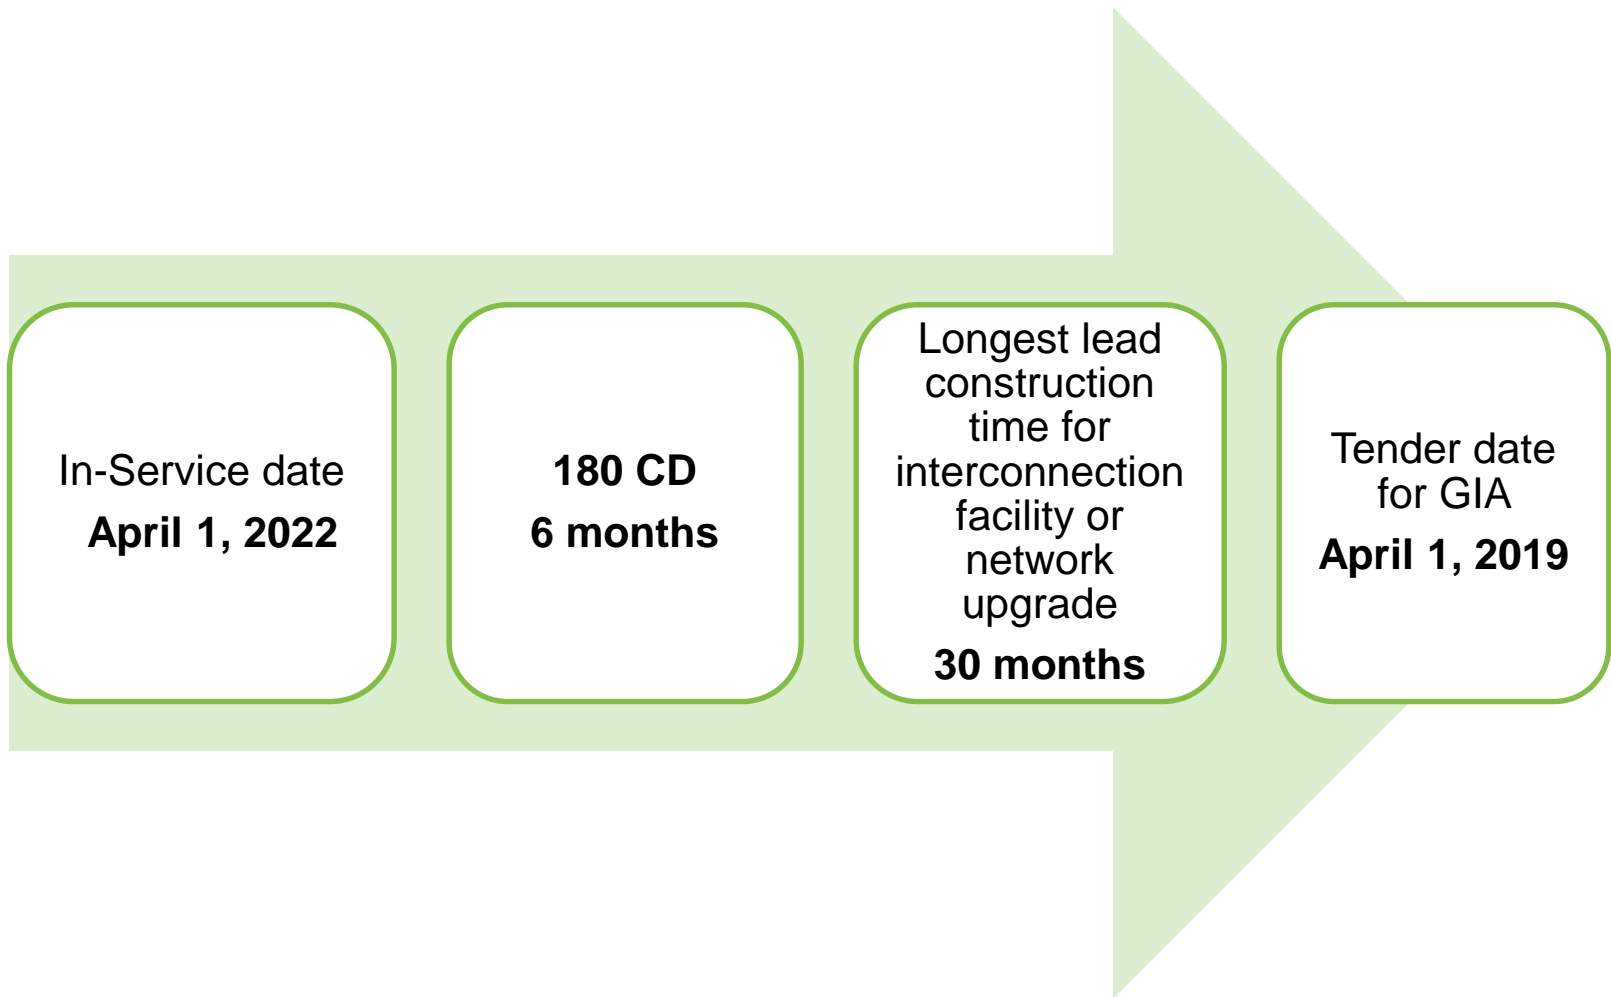 In-Service date
April 1, 2022
180 CD
6 months
Longest lead
construction
time for
interconnection
facility or
network
upgrade
30 months
Tender date
for GIA
April 1, 2019